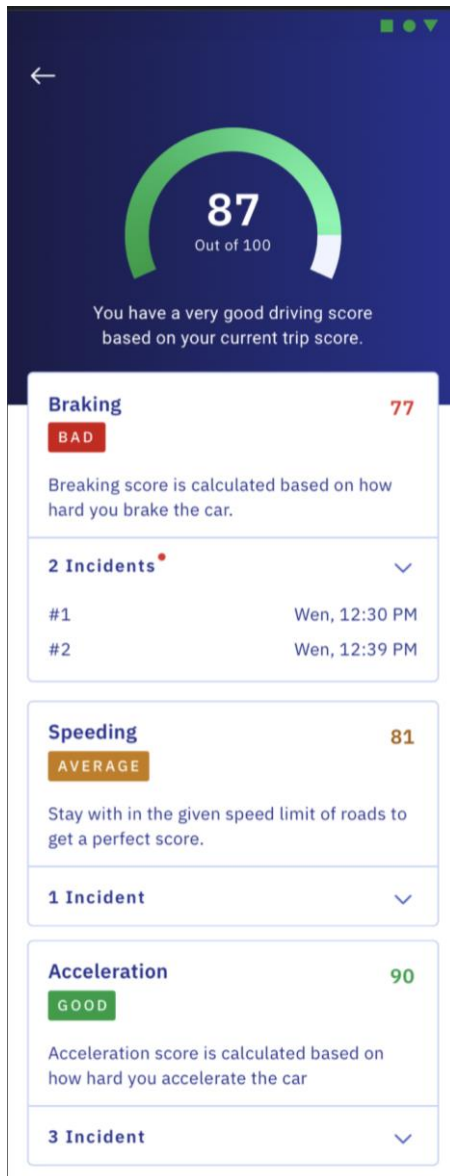 87
Out of 100
You have a very good driving score
based on your current trip score.
Braking
77
BAD
Breaking score is calculated based on how
hard you brake the car.
2 Incidents
#1 Wen, 12:30 PM
#2 Wen, 12:39 PM
Speeding
81
AVERAGE
Stay with in the given speed limit of roads to
get a perfect score.
1 Incident
Acceleration
90
GOOD
Acceleration score is calculated based on
how hard you accelerate the car
3 Incident